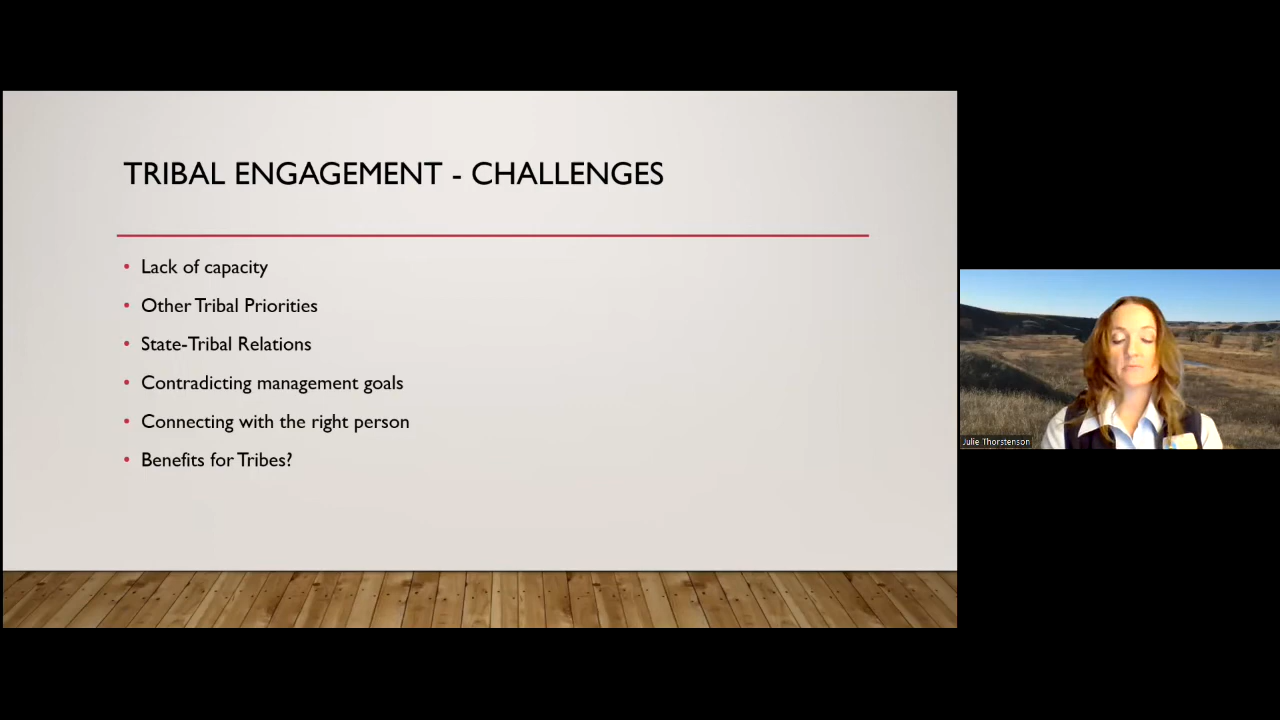 TRIBAL ENGAGEMENT - CHALLENGES
• Lack of capacity
• Other Tribal Priorities
• State-Tribal Relations
• Contradicting management goals
• Connecting with the right person
• Benefits for Tribes?
Julie Thorstenson